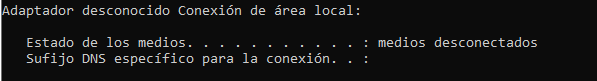 Adaptador desconocido Conexión de área local:
Estado de los medios. . . . . . . . . . . : medios desconectados
Sufijo DNS específico para la conexión. . :